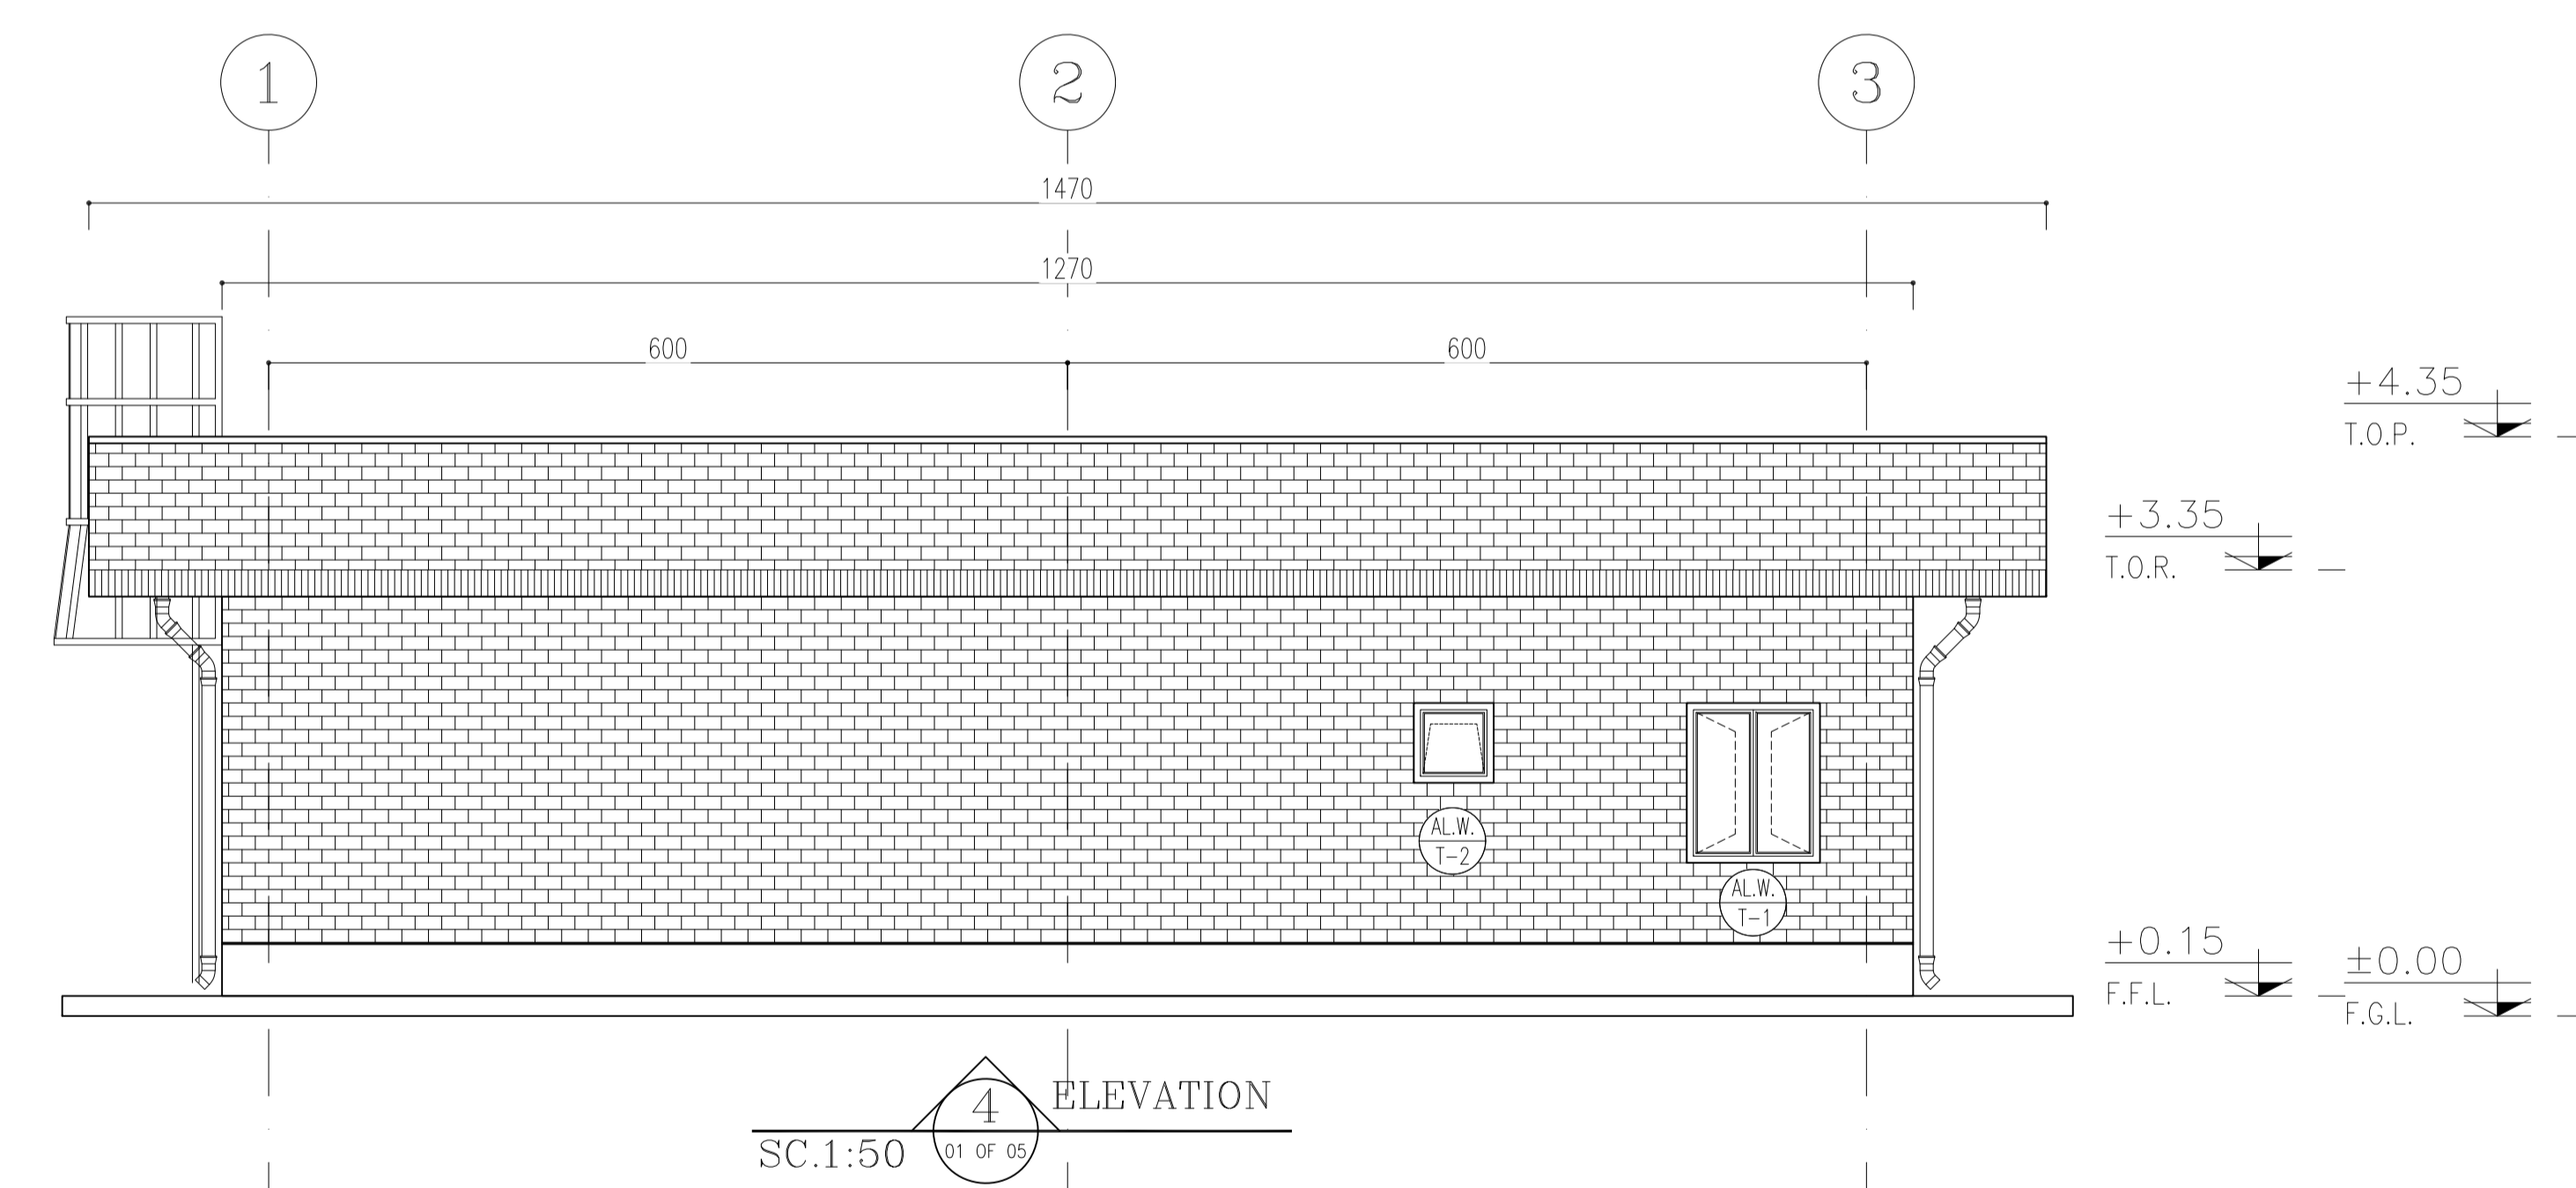 1
2
3
1470
1270
600
600
+4.35
T.O.P.
+3.35
T.O.R.
AL.W.
T-2
AL.W.
T-1
+0.15
F.F.L.
±0.00
F.G.L.
4
ELEVATION
SC.1:50
01 OF 05